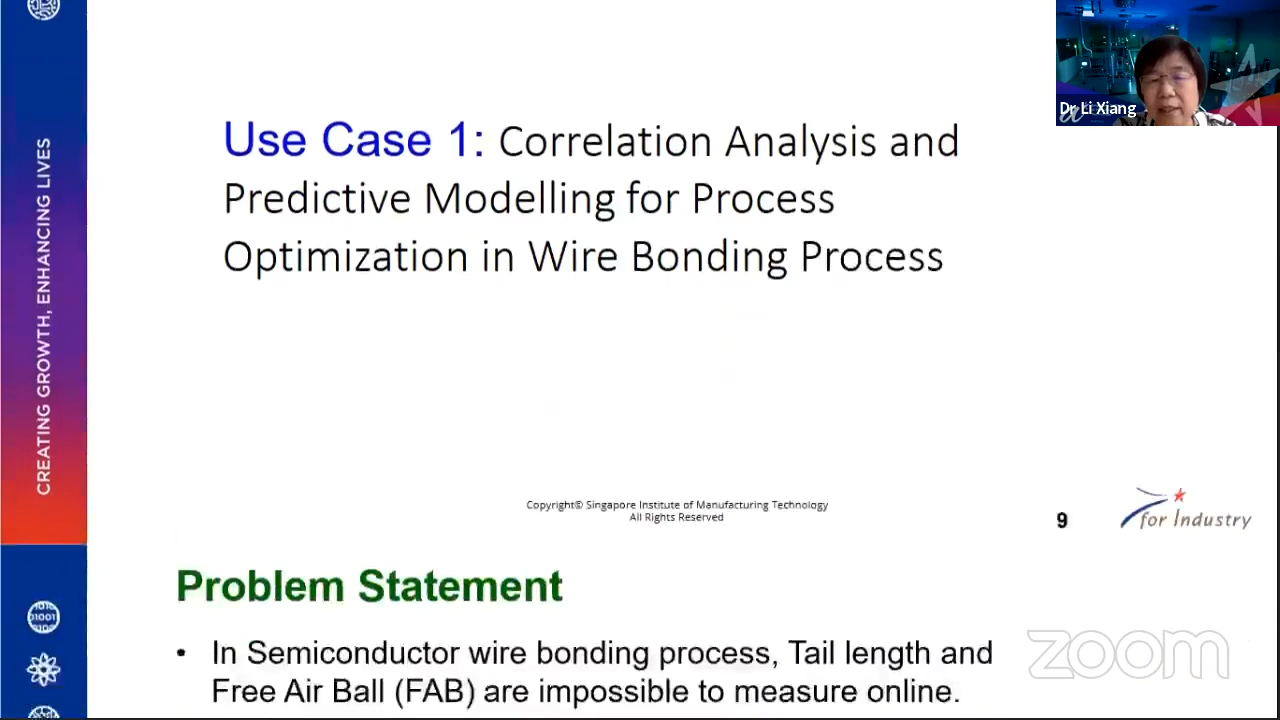 Dr Li Xiang
CREATING GROWTH, ENHANCING LIVES
Use Case 1: Correlation Analysis and
Predictive Modelling for Process
Optimization in Wire Bonding Process
Copyright© Singapore Institute of Manufacturing Technology
All Rights Reserved
9
for Industry
Problem Statement
• In Semiconductor wire bonding process, Tail length and
Free Air Ball (FAB) are impossible to measure online.
zoom